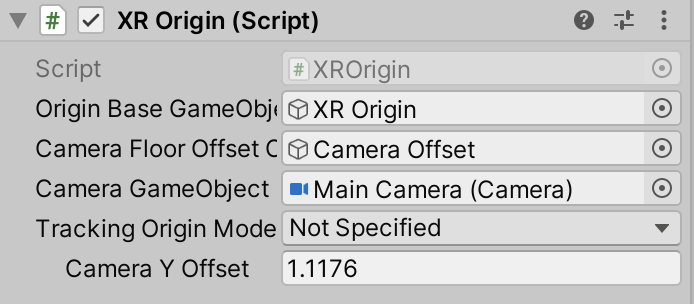 XR Origin (Script)
Script XROrigin
Origin Base GameObje XR Origin
Camera Floor Offset C Camera Offset
Camera GameObject Main Camera (Camera)
Tracking Origin Mode Not Specified
Camera Y Offset 1.1176